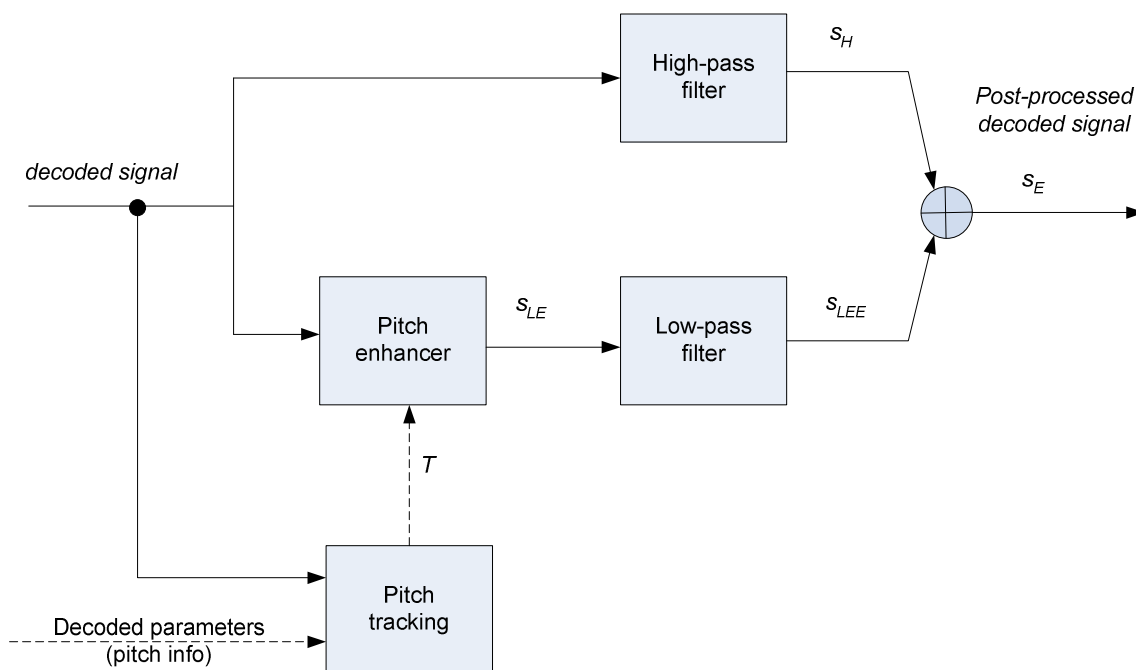 High-pass
filter
s_H
Post-processed
decoded signal
decoded signal
s_E
Pitch
enhancer
s_LE
Low-pass
filter
s_LEE
T
Pitch
tracking
Decoded parameters
(pitch info)